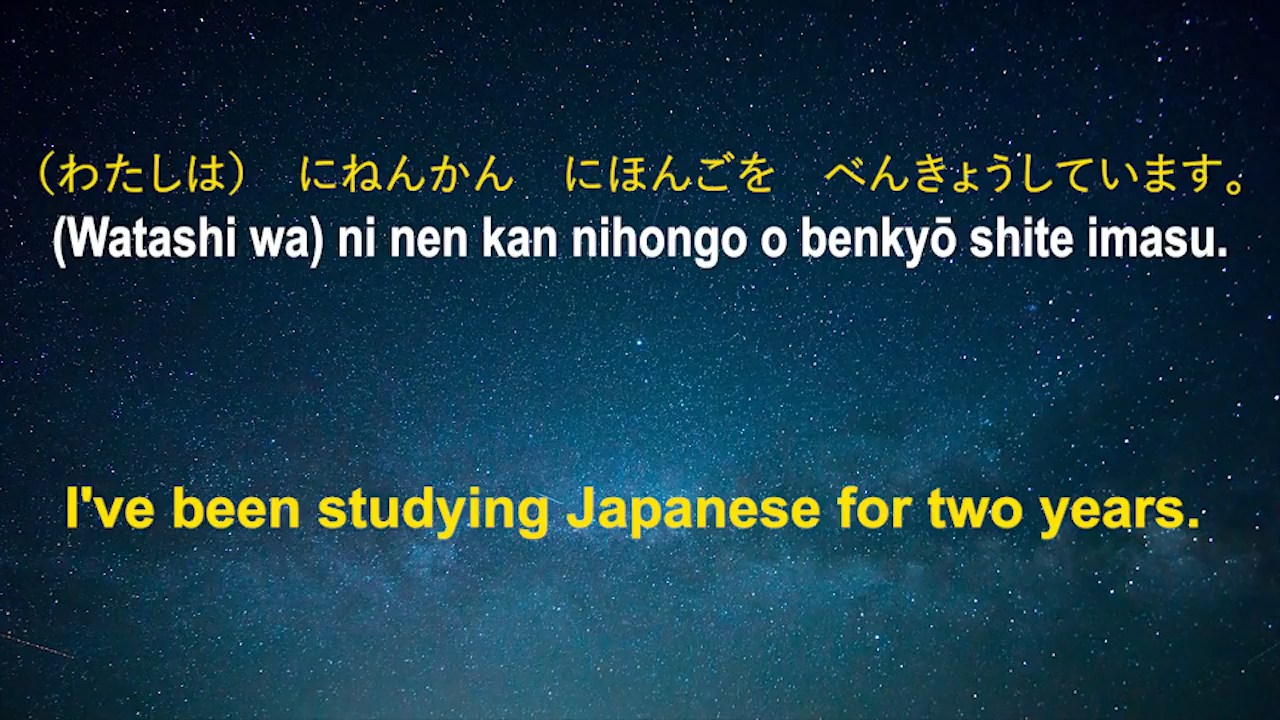 （わたしは）　にねんかん　にほんごを　べんきょうしています。
(Watashi wa) ni nen kan nihongo o benkyō shite imasu.
I've been studying Japanese for two years.